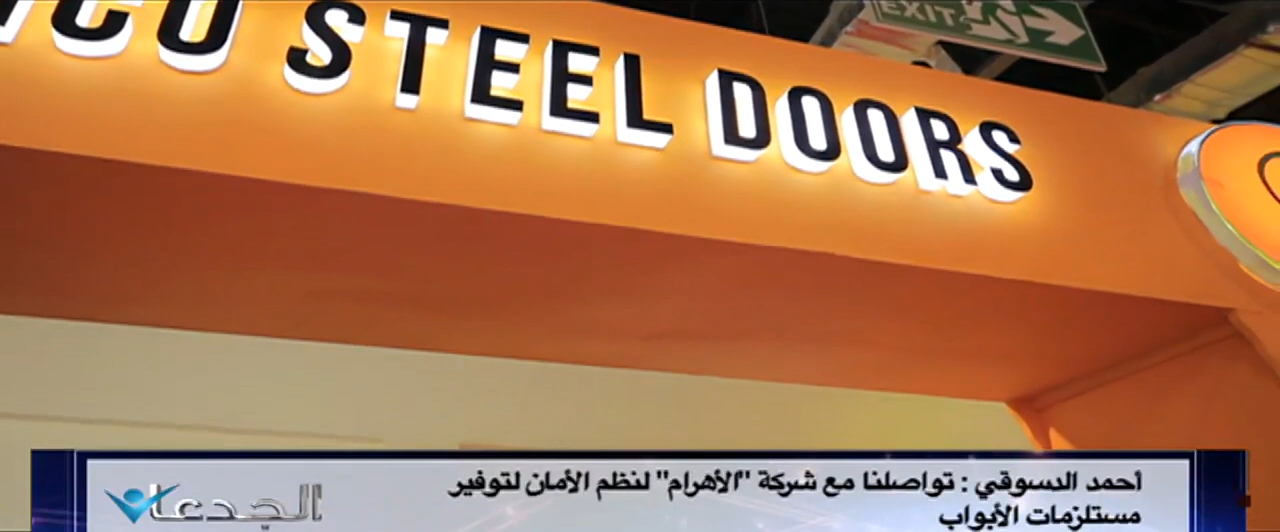 EXIT
STEEL DOORS
أحمد الدسوقي : تواصلنا مع شركة "الأهرام" لنظم الأمان لتوفير
مستلزمات الأبواب
الجدعان